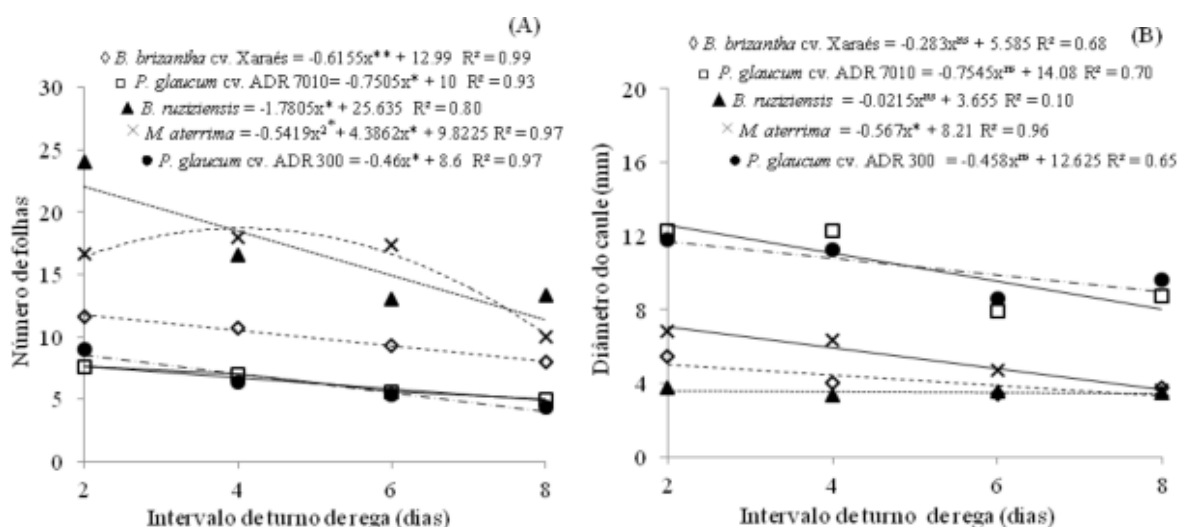 (A)
B. brizantha cv. Xaraés = -0.6155x** + 12.99 R² = 0.99
P. glaucum cv. ADR 7010= -0.7505x* + 10 R² = 0.93
B. ruziziensis = -1.7805x* + 25.635 R² = 0.80
M. aterrima = -0.5419x²* + 4.3862x* + 9.8225 R² = 0.97
P. glaucum cv. ADR 300 = -0.46x* + 8.6 R² = 0.97
Número de folhas
30
25
20
15
10
5
0
2 4 6 8
Intervalo de turno de rega (dias)
(B)
B. brizantha cv. Xaraés = -0.283xⁿˢ + 5.585 R² = 0.68
P. glaucum cv. ADR 7010 = -0.7545xⁿˢ + 14.08 R² = 0.70
B. ruziziensis = -0.0215xⁿˢ + 3.655 R² = 0.10
M. aterrima = -0.567x* + 8.21 R² = 0.96
P. glaucum cv. ADR 300 = -0.458xⁿˢ + 12.625 R² = 0.65
Diâmetro do caule (mm)
20
16
12
8
4
0
2 4 6 8
Intervalo de turno de rega (dias)